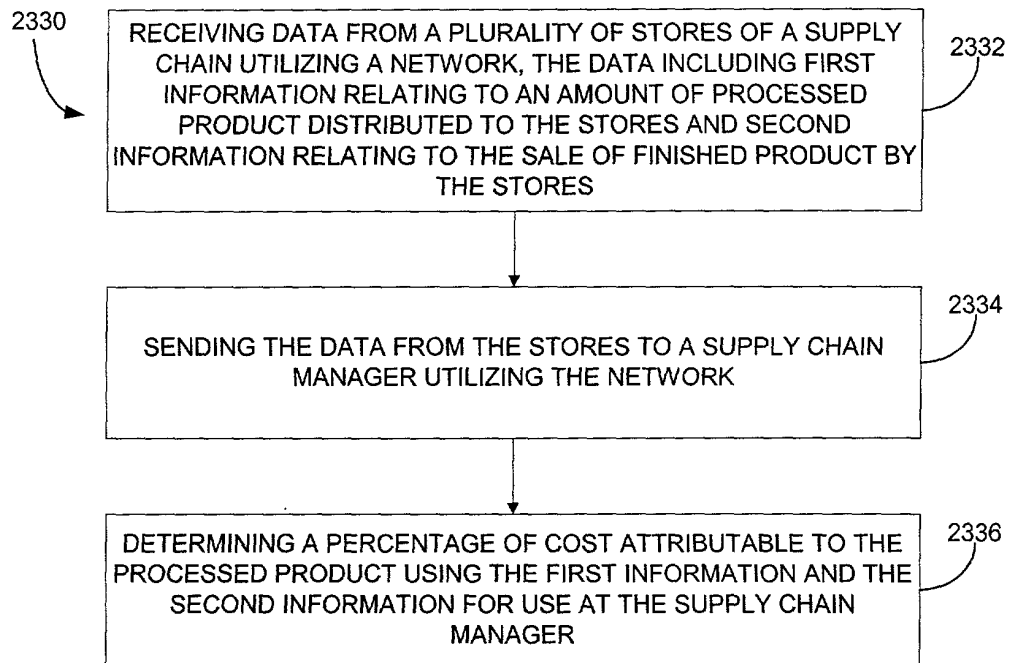 2330
RECEIVING DATA FROM A PLURALITY OF STORES OF A SUPPLY
CHAIN UTILIZING A NETWORK, THE DATA INCLUDING FIRST
INFORMATION RELATING TO AN AMOUNT OF PROCESSED
PRODUCT DISTRIBUTED TO THE STORES AND SECOND
INFORMATION RELATING TO THE SALE OF FINISHED PRODUCT BY
THE STORES
2332
SENDING THE DATA FROM THE STORES TO A SUPPLY CHAIN
MANAGER UTILIZING THE NETWORK
2334
DETERMINING A PERCENTAGE OF COST ATTRIBUTABLE TO THE
PROCESSED PRODUCT USING THE FIRST INFORMATION AND THE
SECOND INFORMATION FOR USE AT THE SUPPLY CHAIN
MANAGER
2336